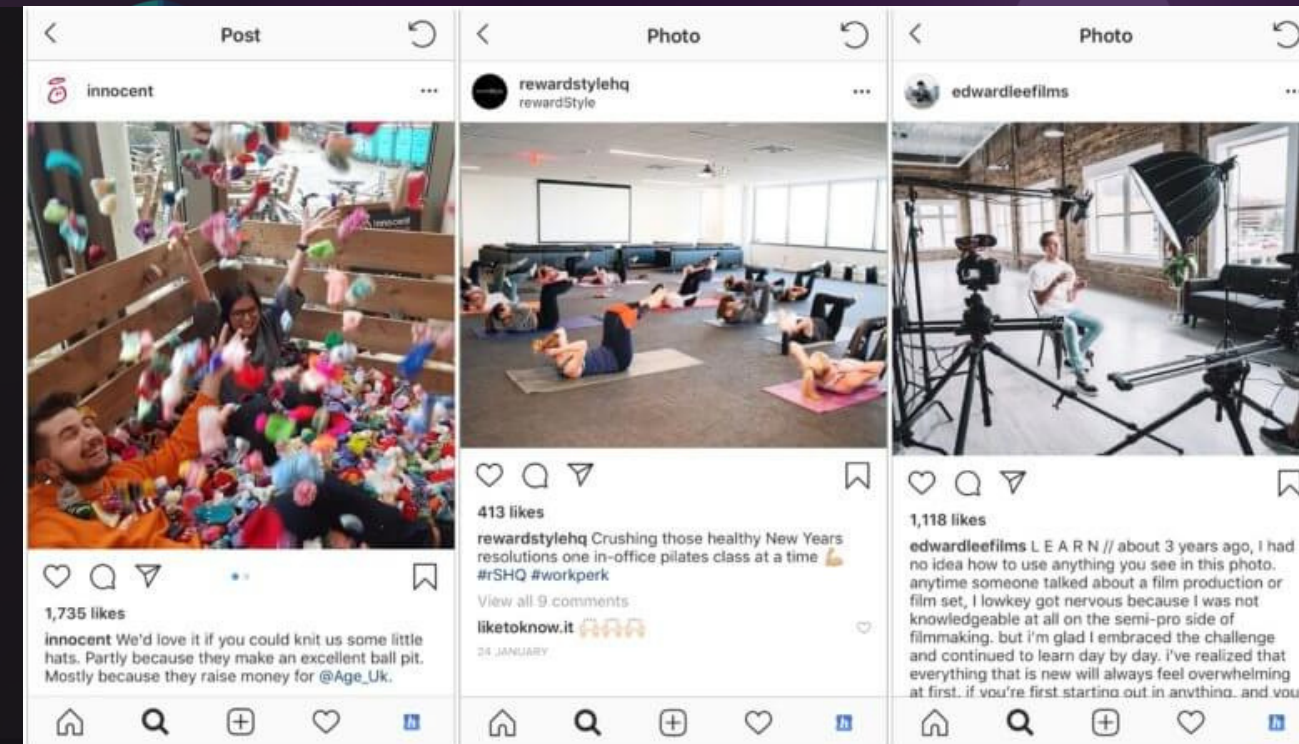 Post
innocent
innocent
1,735 likes
innocent We'd love it if you could knit us some little
hats. Partly because they make an excellent ball pit.
Mostly because they raise money for @Age_Uk.
Photo
rewardstylehq
rewardStyle
413 likes
rewardstylehq Crushing those healthy New Years
resolutions one in-office pilates class at a time 💪🏼
#rSHQ #workperk
View all 9 comments
liketoknow.it 🙌🏻🙌🏻🙌🏻
24 JANUARY
h
Photo
edwardleefilms
1,118 likes
edwardleefilms L E A R N // about 3 years ago, I had
no idea how to use anything you see in this photo.
anytime someone talked about a film production or
film set, I lowkey got nervous because I was not
knowledgeable at all on the semi-pro side of
filmmaking. but i'm glad I embraced the challenge
and continued to learn day by day. i've realized that
everything that is new will always feel overwhelming
at first. if you're first starting out in anything, and you
h